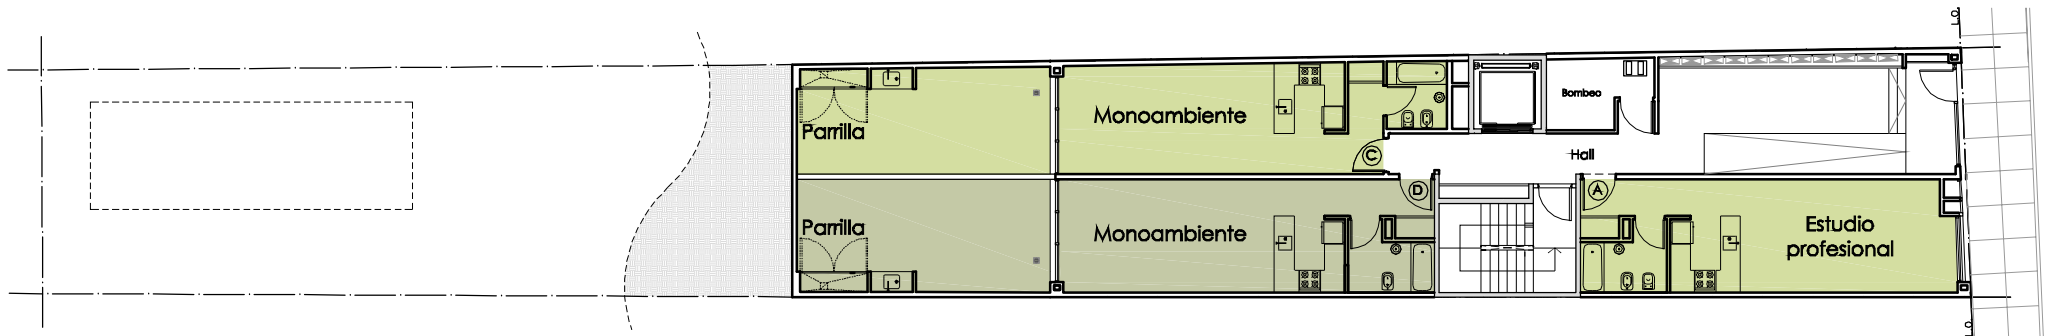 Parrilla
Monoambiente
C
Bombeo
Hall
Parrilla
Monoambiente
D
A
Estudio
profesional